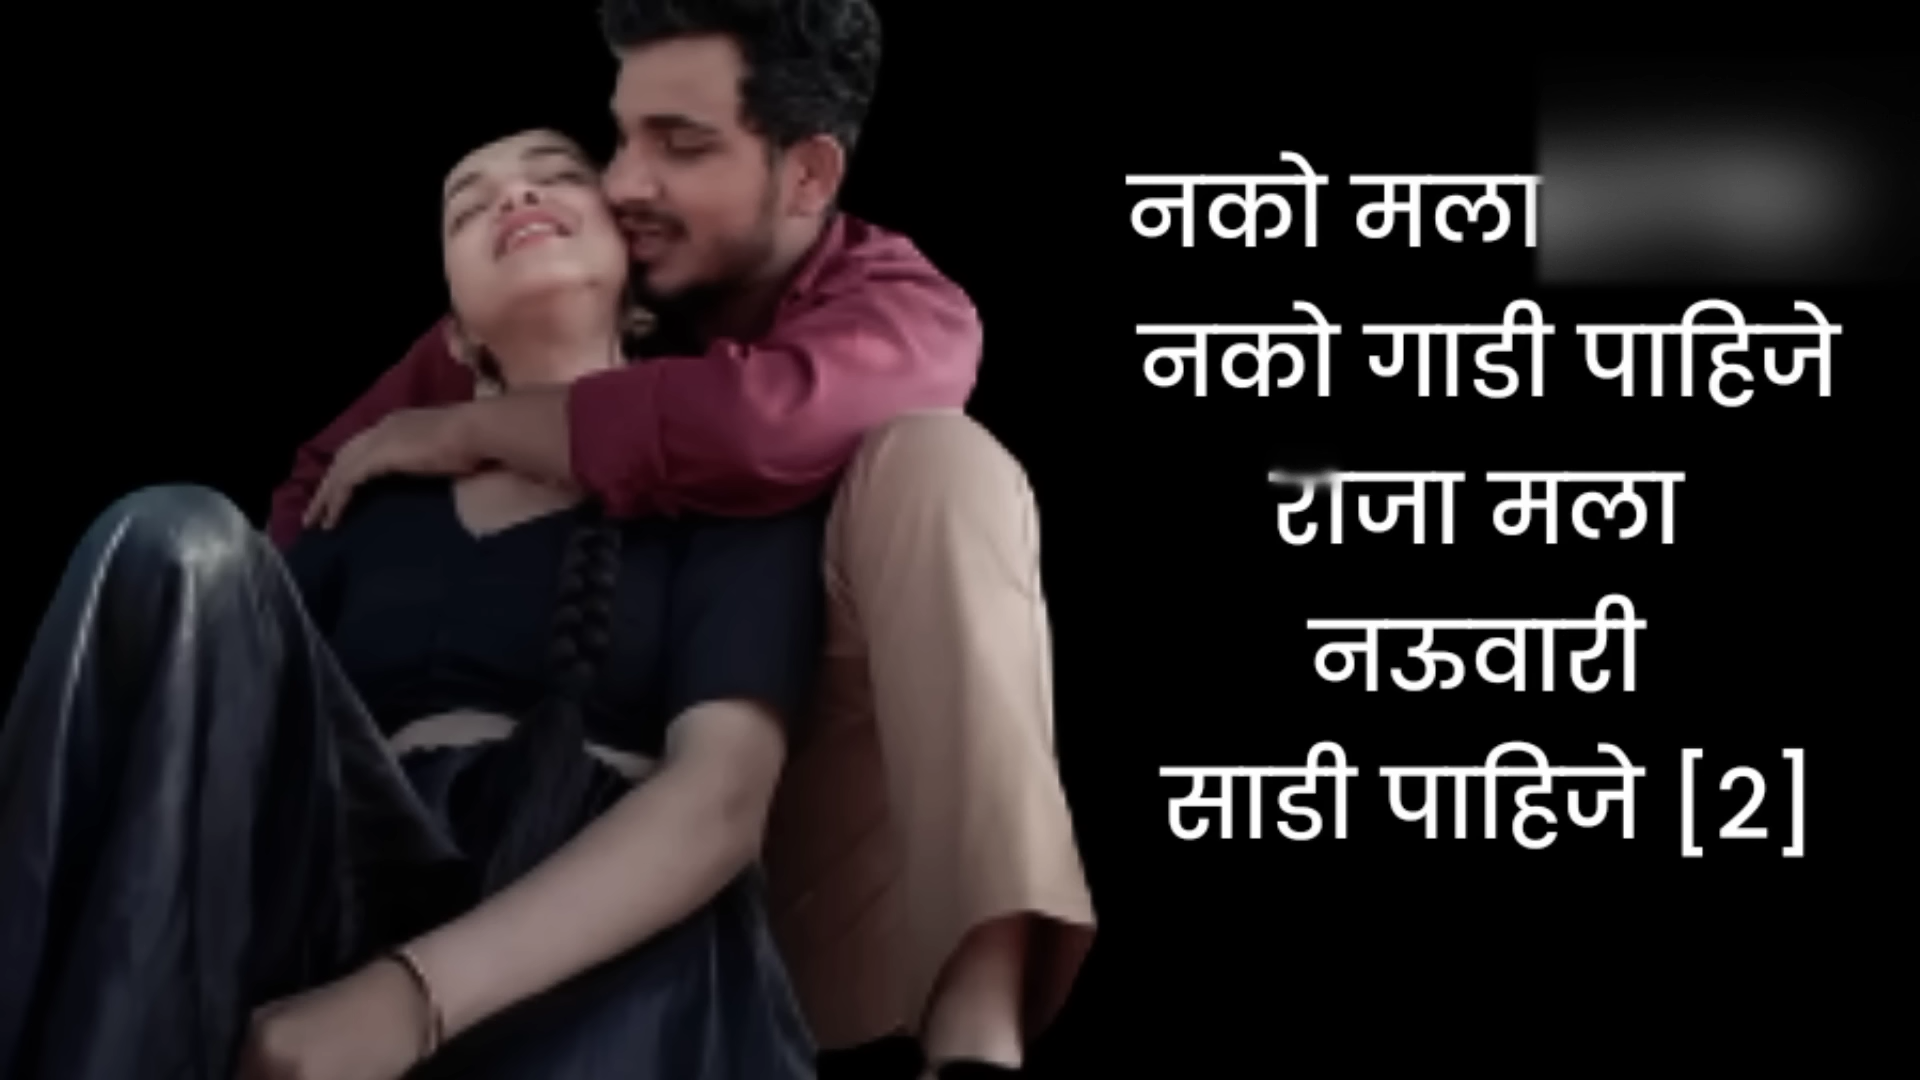 नको मला
नको गाडी पाहिजे
राजा मला
नऊवारी
साडी पाहिजे [2]